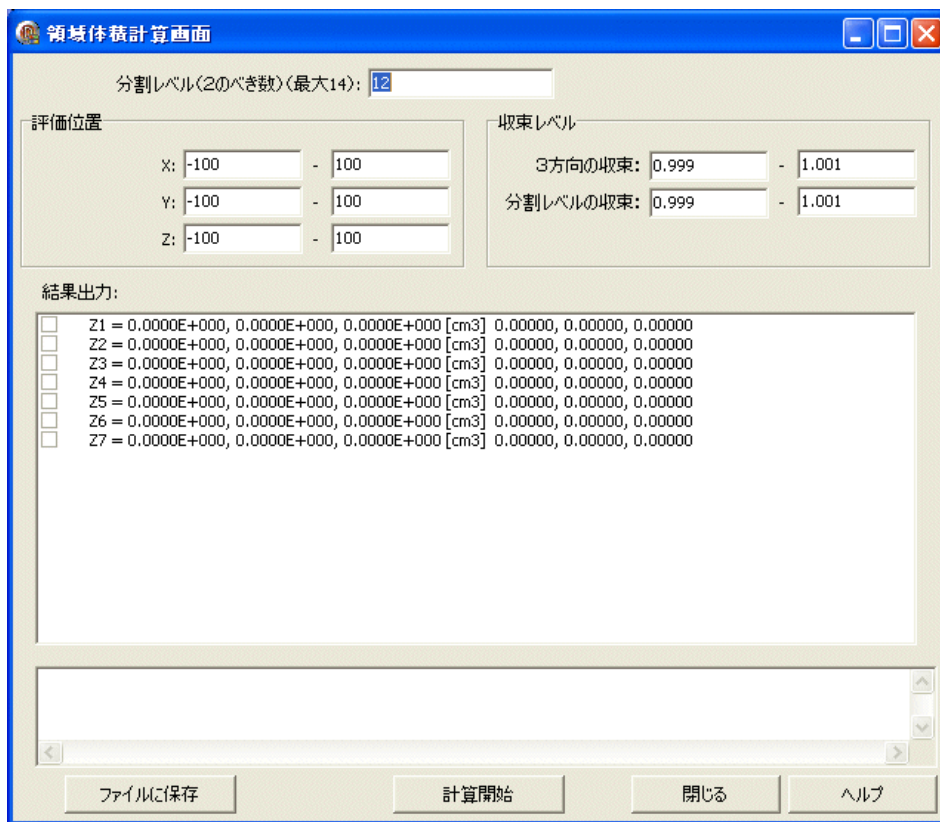 領域体積計算画面
分割レベル(2のべき数)(最大14): 12
評価位置
X: -100 - 100
Y: -100 - 100
Z: -100 - 100
収束レベル
3方向の収束: 0.999 - 1.001
分割レベルの収束: 0.999 - 1.001
結果出力:
Z1 = 0.0000E+000, 0.0000E+000, 0.0000E+000 [cm3] 0.00000, 0.00000, 0.00000
Z2 = 0.0000E+000, 0.0000E+000, 0.0000E+000 [cm3] 0.00000, 0.00000, 0.00000
Z3 = 0.0000E+000, 0.0000E+000, 0.0000E+000 [cm3] 0.00000, 0.00000, 0.00000
Z4 = 0.0000E+000, 0.0000E+000, 0.0000E+000 [cm3] 0.00000, 0.00000, 0.00000
Z5 = 0.0000E+000, 0.0000E+000, 0.0000E+000 [cm3] 0.00000, 0.00000, 0.00000
Z6 = 0.0000E+000, 0.0000E+000, 0.0000E+000 [cm3] 0.00000, 0.00000, 0.00000
Z7 = 0.0000E+000, 0.0000E+000, 0.0000E+000 [cm3] 0.00000, 0.00000, 0.00000
ファイルに保存 計算開始 閉じる ヘルプ